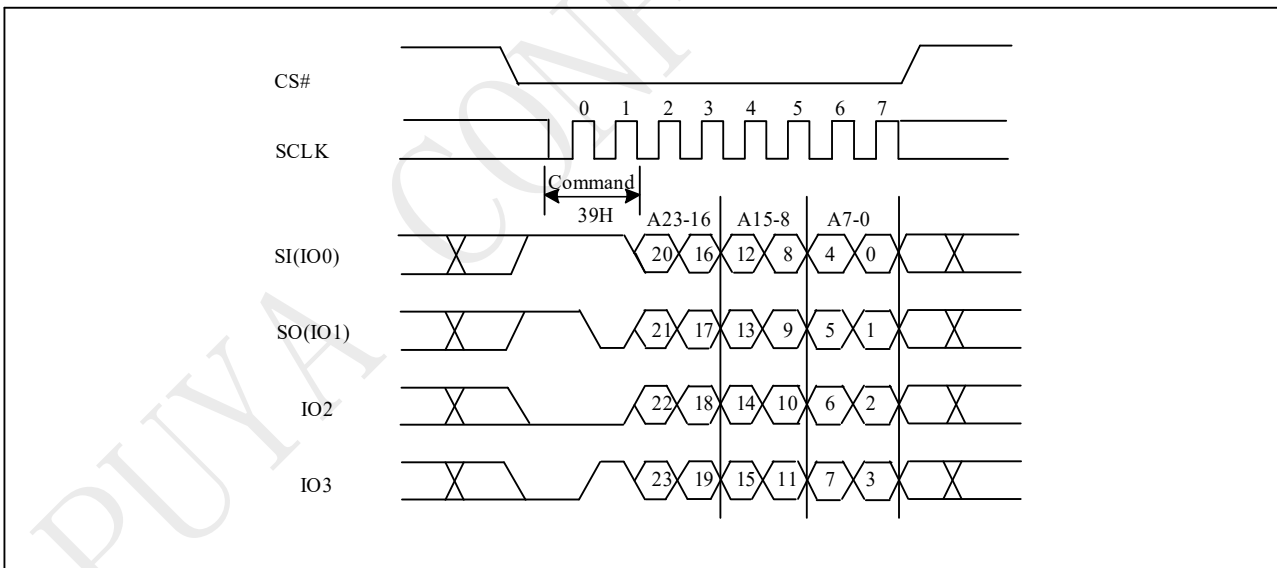 PUYA CONF
CS#
0 1 2 3 4 5 6 7
SCLK
Command
39H
A23-16 A15-8 A7-0
SI(IO0) 20 16 12 8 4 0
SO(IO1) 21 17 13 9 5 1
IO2 22 18 14 10 6 2
IO3 23 19 15 11 7 3